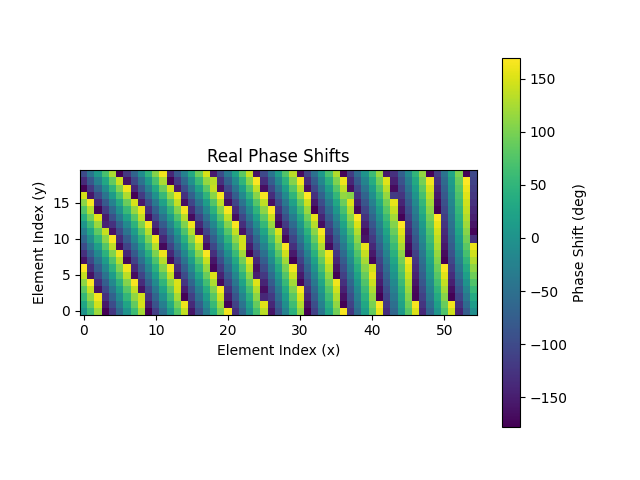 Real Phase Shifts
Element Index (y)
15
10
5
0
0 10 20 30 40 50
Element Index (x)
150
100
50
0
−50
−100
−150
Phase Shift (deg)